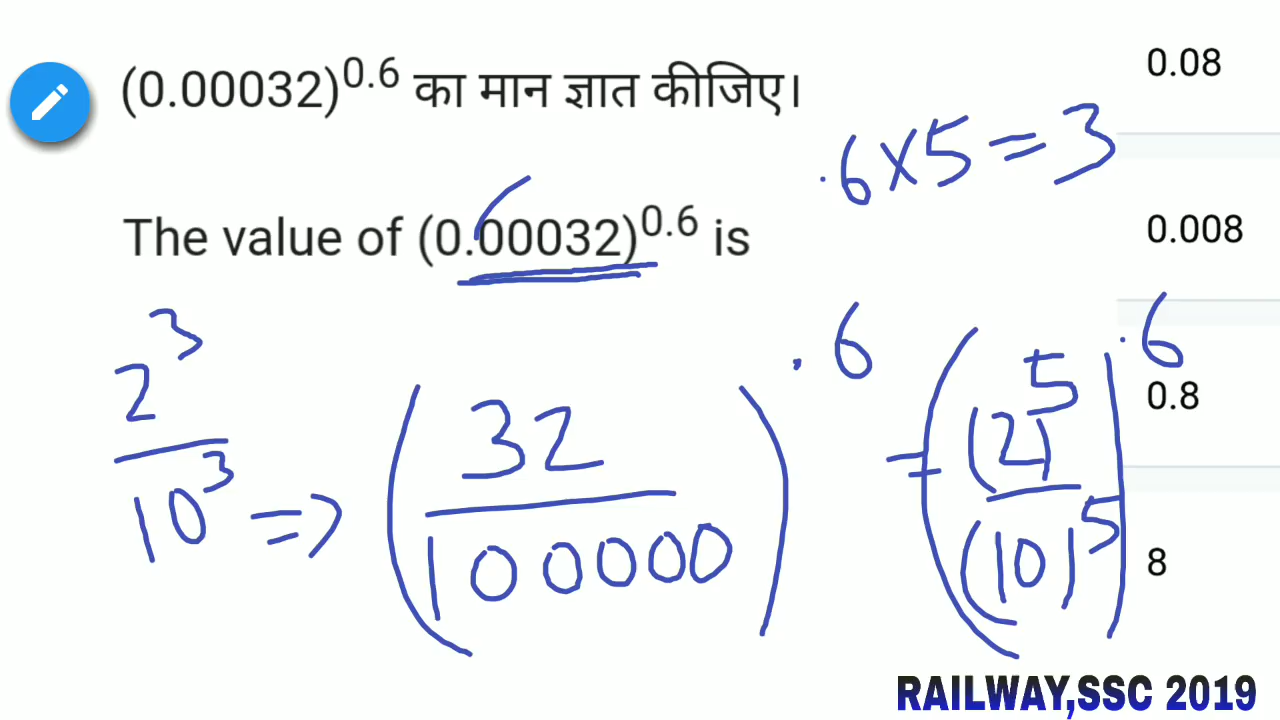 (0.00032)^0.6 का मान ज्ञात कीजिए।
.6×5=3
The value of (0.00032)^0.6 is
0.08
0.008
0.8
8
2^3/10^3 => (32/100000)^.6 = ((2)^5/(10)^5)^.6
RAILWAY,SSC 2019